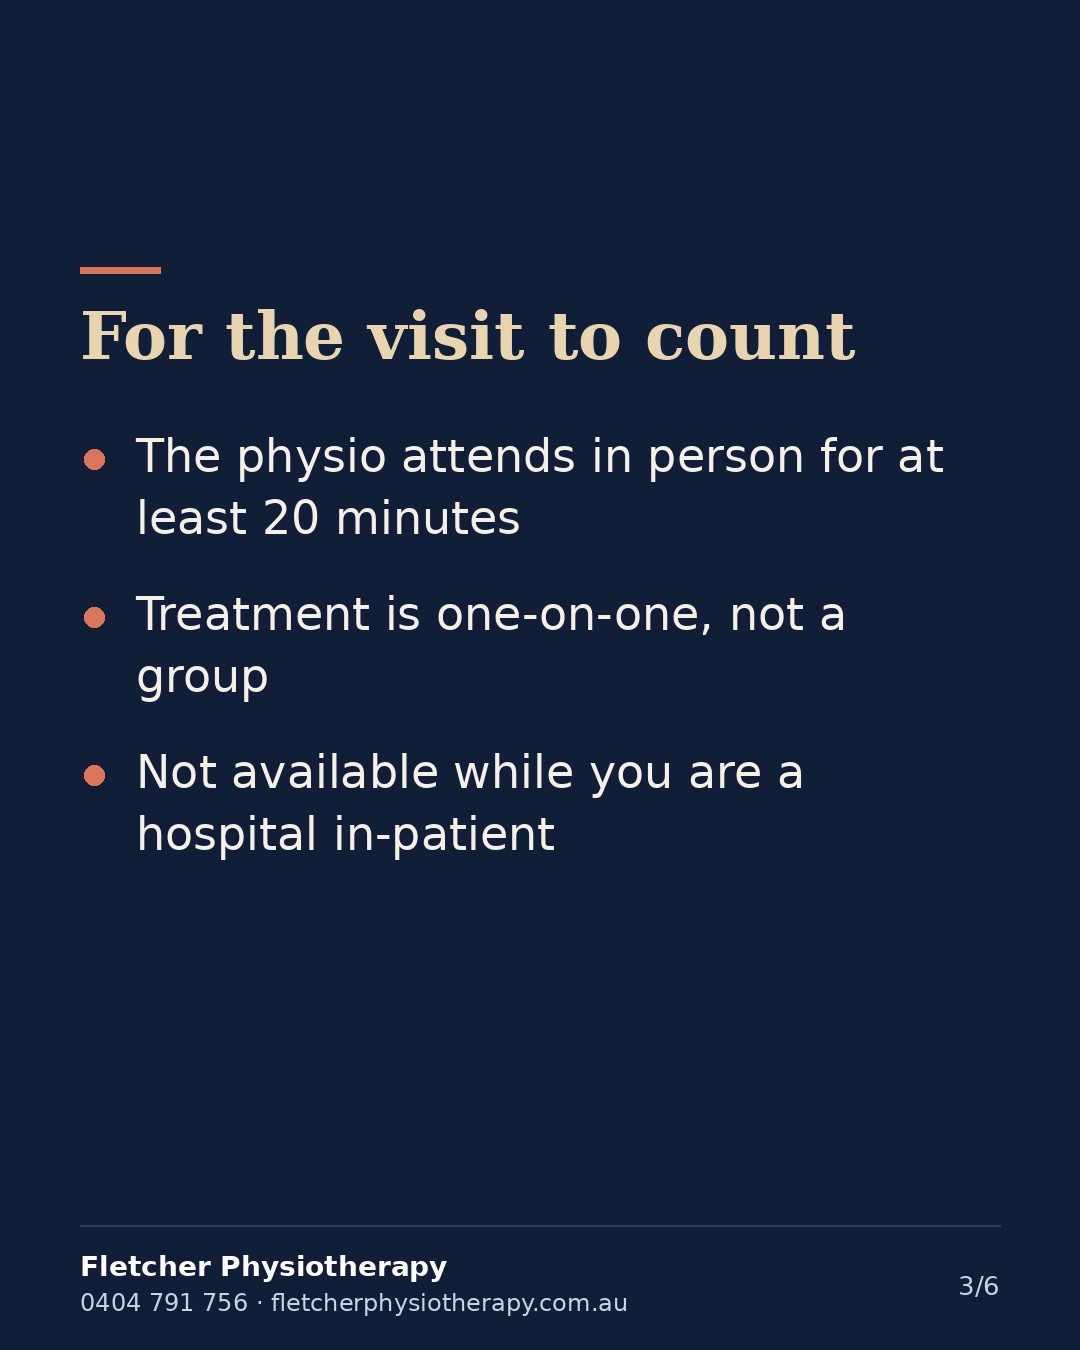 For the visit to count
The physio attends in person for at
least 20 minutes
Treatment is one-on-one, not a
group
Not available while you are a
hospital in-patient
Fletcher Physiotherapy
0404 791 756 · fletcherphysiotherapy.com.au
3/6